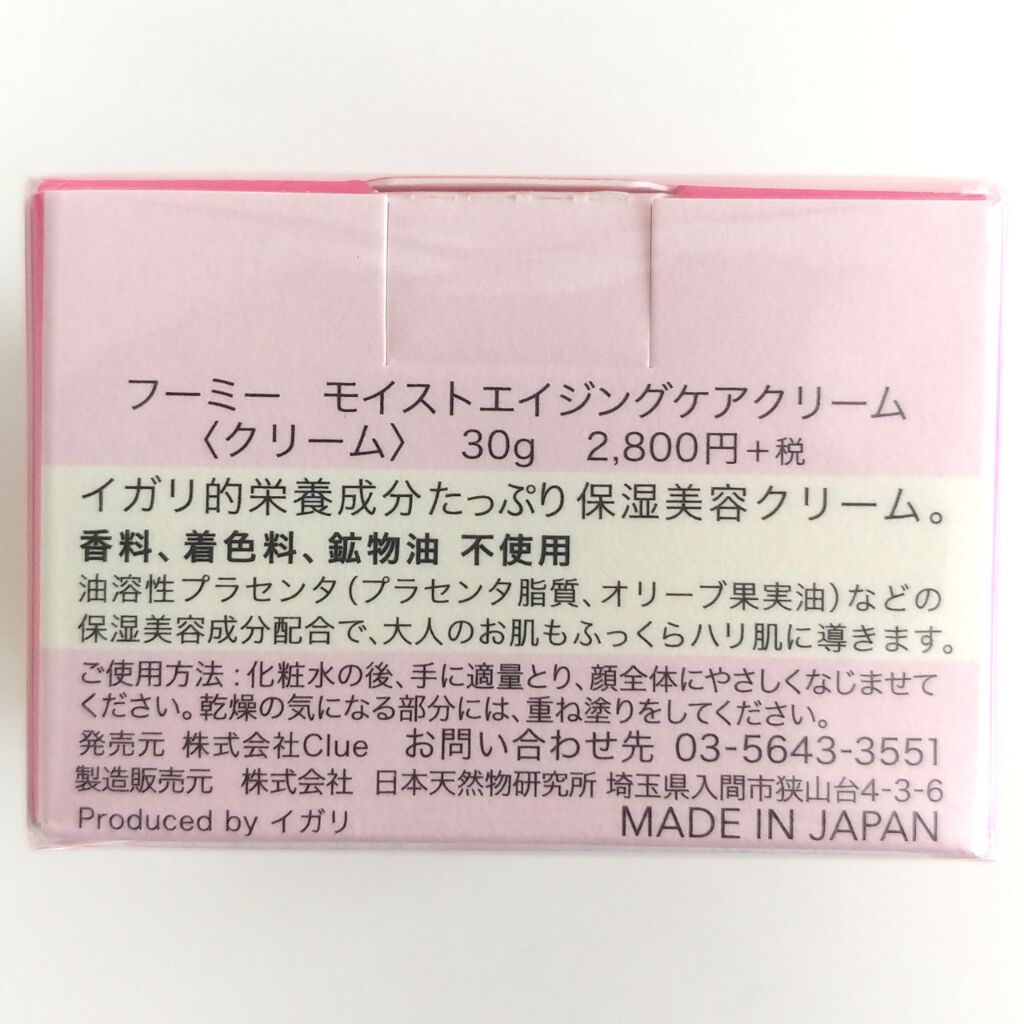 フーミー　モイストエイジングケアクリーム
〈クリーム〉　30g　2,800円＋税
イガリ的栄養成分たっぷり保湿美容クリーム。
香料、着色料、鉱物油 不使用
油溶性プラセンタ（プラセンタ脂質、オリーブ果実油）などの
保湿美容成分配合で、大人のお肌もふっくらハリ肌に導きます。
ご使用方法：化粧水の後、手に適量とり、顔全体にやさしくなじませて
ください。乾燥の気になる部分には、重ね塗りをしてください。
発売元 株式会社Clue　お問い合わせ先 03-5643-3551
製造販売元　株式会社 日本天然物研究所 埼玉県入間市狭山台4-3-6
Produced by イガリ　MADE IN JAPAN